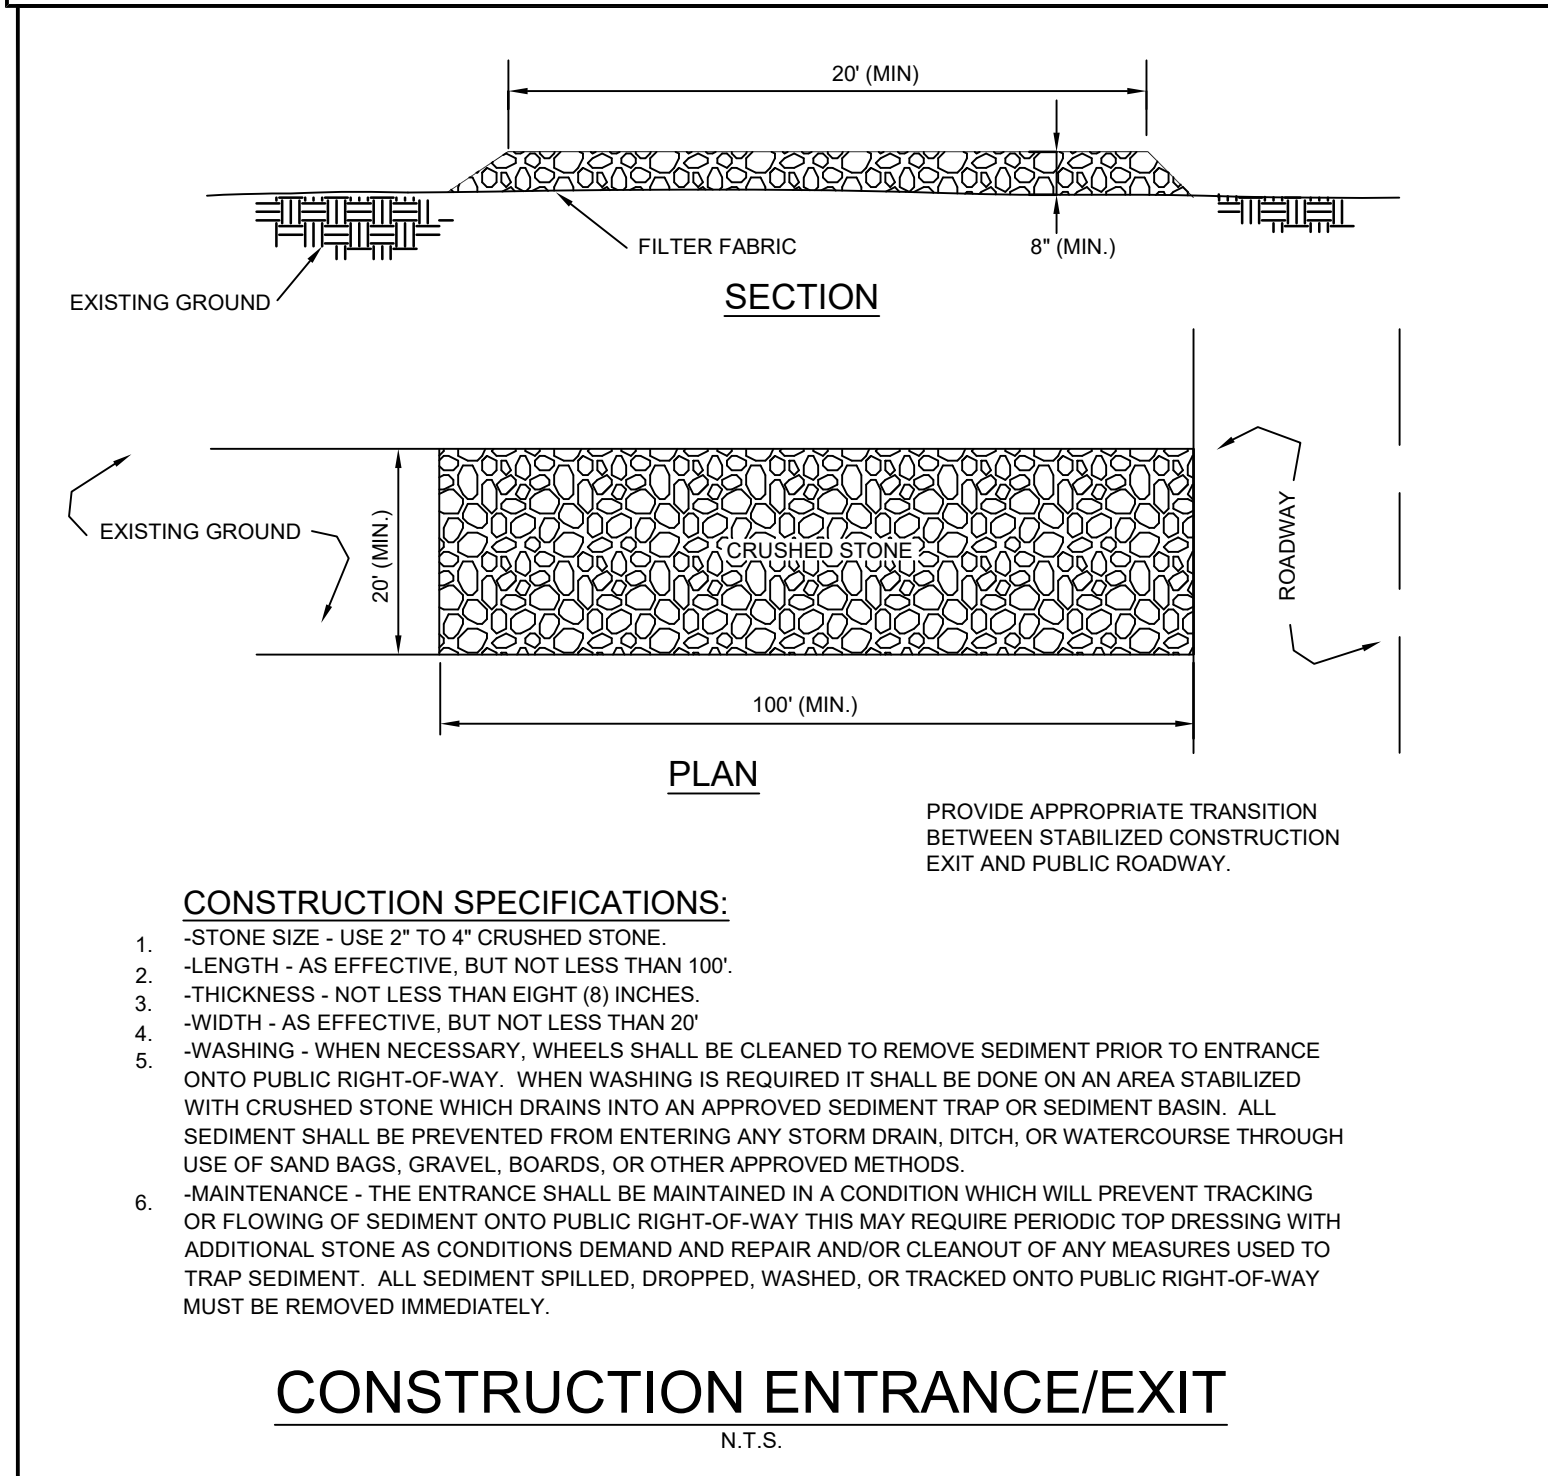 20' (MIN)
FILTER FABRIC
8" (MIN.)
EXISTING GROUND
SECTION
EXISTING GROUND
20' (MIN.)
CRUSHED STONE
ROADWAY
100' (MIN.)
PLAN
PROVIDE APPROPRIATE TRANSITION
BETWEEN STABILIZED CONSTRUCTION
EXIT AND PUBLIC ROADWAY.
CONSTRUCTION SPECIFICATIONS:
1. -STONE SIZE - USE 2" TO 4" CRUSHED STONE.
2. -LENGTH - AS EFFECTIVE, BUT NOT LESS THAN 100'.
3. -THICKNESS - NOT LESS THAN EIGHT (8) INCHES.
4. -WIDTH - AS EFFECTIVE, BUT NOT LESS THAN 20'
5. -WASHING - WHEN NECESSARY, WHEELS SHALL BE CLEANED TO REMOVE SEDIMENT PRIOR TO ENTRANCE
ONTO PUBLIC RIGHT-OF-WAY. WHEN WASHING IS REQUIRED IT SHALL BE DONE ON AN AREA STABILIZED
WITH CRUSHED STONE WHICH DRAINS INTO AN APPROVED SEDIMENT TRAP OR SEDIMENT BASIN. ALL
SEDIMENT SHALL BE PREVENTED FROM ENTERING ANY STORM DRAIN, DITCH, OR WATERCOURSE THROUGH
USE OF SAND BAGS, GRAVEL, BOARDS, OR OTHER APPROVED METHODS.
6. -MAINTENANCE - THE ENTRANCE SHALL BE MAINTAINED IN A CONDITION WHICH WILL PREVENT TRACKING
OR FLOWING OF SEDIMENT ONTO PUBLIC RIGHT-OF-WAY THIS MAY REQUIRE PERIODIC TOP DRESSING WITH
ADDITIONAL STONE AS CONDITIONS DEMAND AND REPAIR AND/OR CLEANOUT OF ANY MEASURES USED TO
TRAP SEDIMENT. ALL SEDIMENT SPILLED, DROPPED, WASHED, OR TRACKED ONTO PUBLIC RIGHT-OF-WAY
MUST BE REMOVED IMMEDIATELY.
CONSTRUCTION ENTRANCE/EXIT
N.T.S.